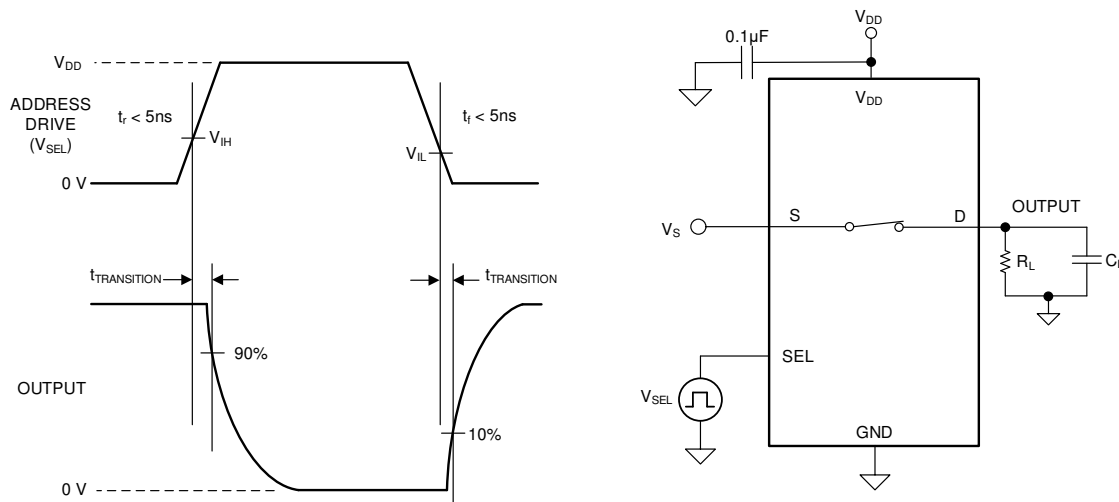 V_DD
ADDRESS
DRIVE
(V_SEL)
t_r < 5ns
t_f < 5ns
V_IH
V_IL
0 V
t_TRANSITION
t_TRANSITION
90%
OUTPUT
10%
0 V
V_DD
0.1µF
V_DD
V_S
S
D
OUTPUT
R_L
SEL
V_SEL
GND